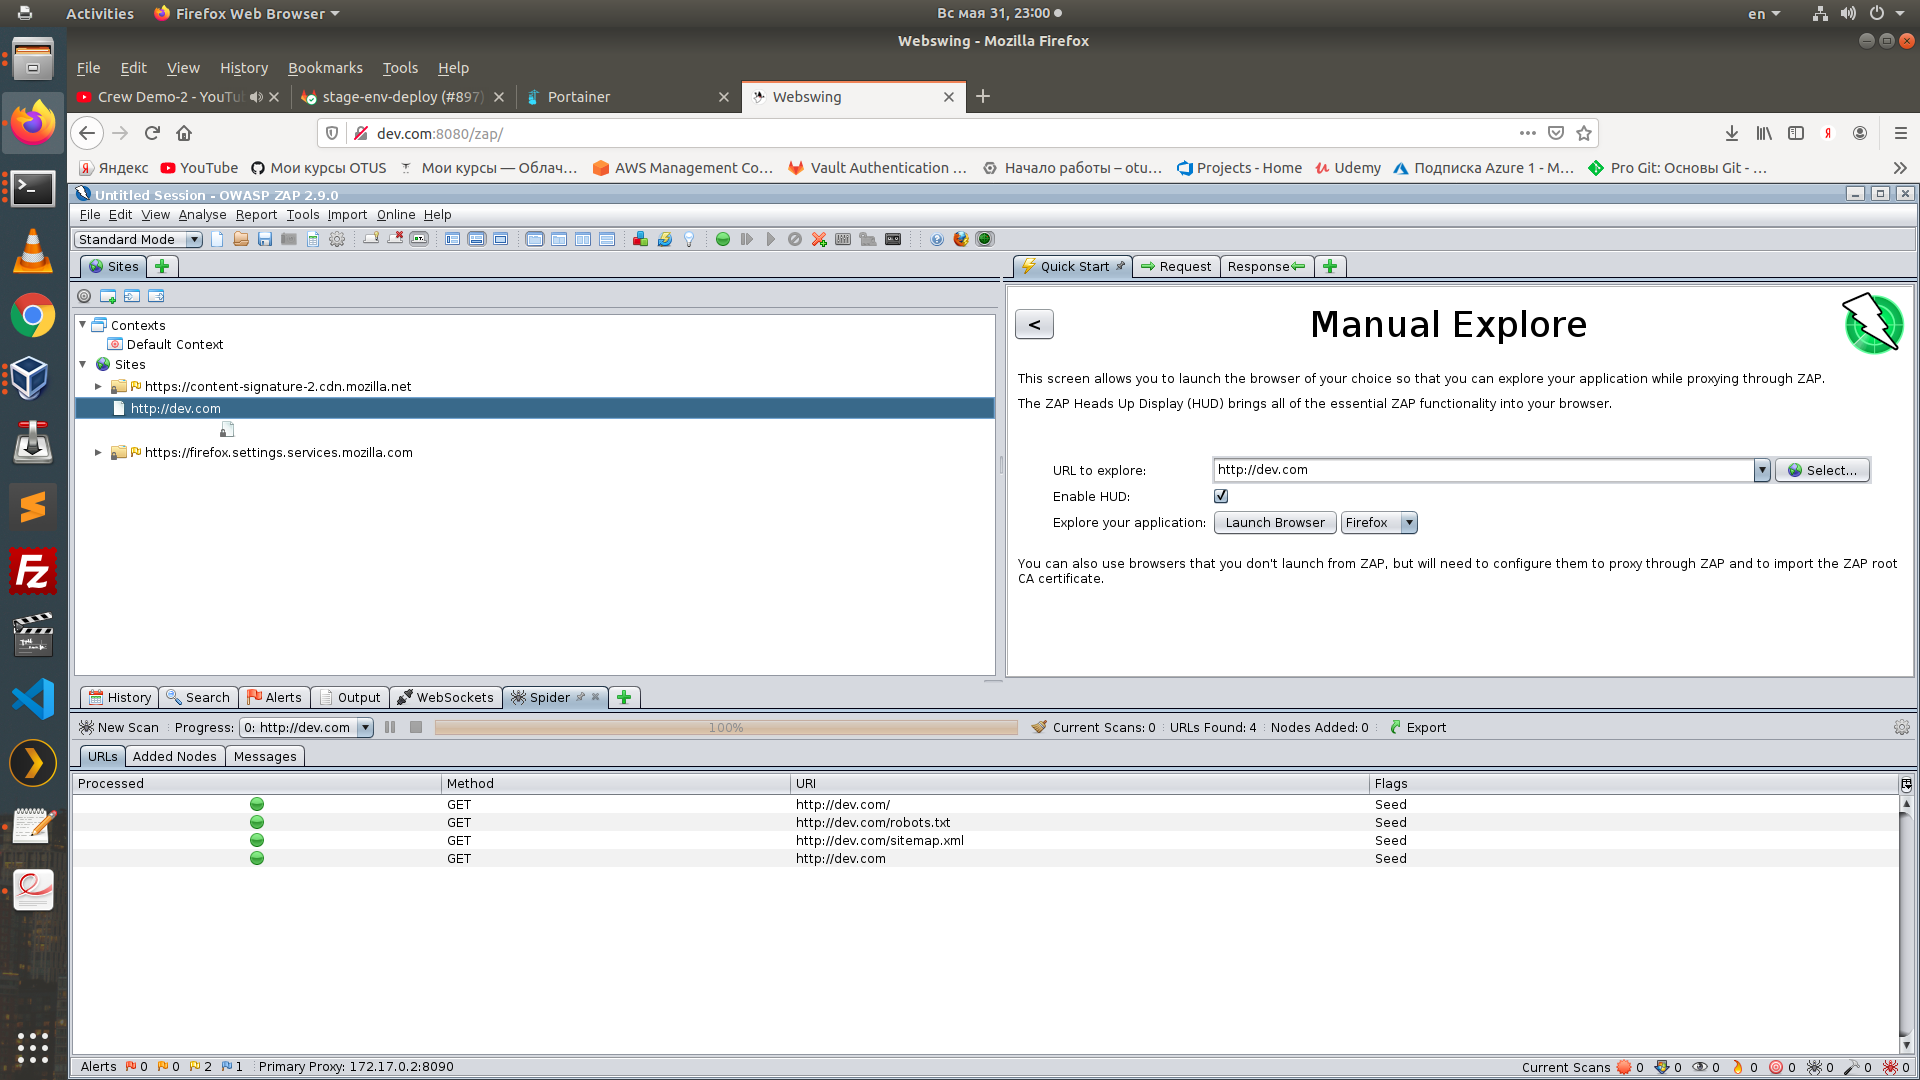 Activities Firefox Web Browser Вс мая 31, 23:00 en
Webswing - Mozilla Firefox
File Edit View History Bookmarks Tools Help
Crew Demo-2 - YouTu stage-env-deploy (#897) Portainer Webswing
dev.com:8080/zap/
Яндекс YouTube Мои курсы OTUS Мои курсы — Облач… AWS Management Co… Vault Authentication … Начало работы – otu… Projects - Home Udemy Подписка Azure 1 - M… Pro Git: Основы Git - …
Untitled Session - OWASP ZAP 2.9.0
File Edit View Analyse Report Tools Import Online Help
Standard Mode
Sites Quick Start Request Response
Contexts
Default Context
Sites
https://content-signature-2.cdn.mozilla.net
http://dev.com
https://firefox.settings.services.mozilla.com
< Manual Explore
This screen allows you to launch the browser of your choice so that you can explore your application while proxying through ZAP.
The ZAP Heads Up Display (HUD) brings all of the essential ZAP functionality into your browser.
URL to explore: http://dev.com Select...
Enable HUD:
Explore your application: Launch Browser Firefox
You can also use browsers that you don't launch from ZAP, but will need to configure them to proxy through ZAP and to import the ZAP root
CA certificate.
History Search Alerts Output WebSockets Spider
New Scan Progress: 0: http://dev.com 100% Current Scans: 0 URLs Found: 4 Nodes Added: 0 Export
URLs Added Nodes Messages
Processed Method URI Flags
GET http://dev.com/ Seed
GET http://dev.com/robots.txt Seed
GET http://dev.com/sitemap.xml Seed
GET http://dev.com Seed
Alerts 0 0 2 1 Primary Proxy: 172.17.0.2:8090 Current Scans 0 0 0 0 0 0 0 0